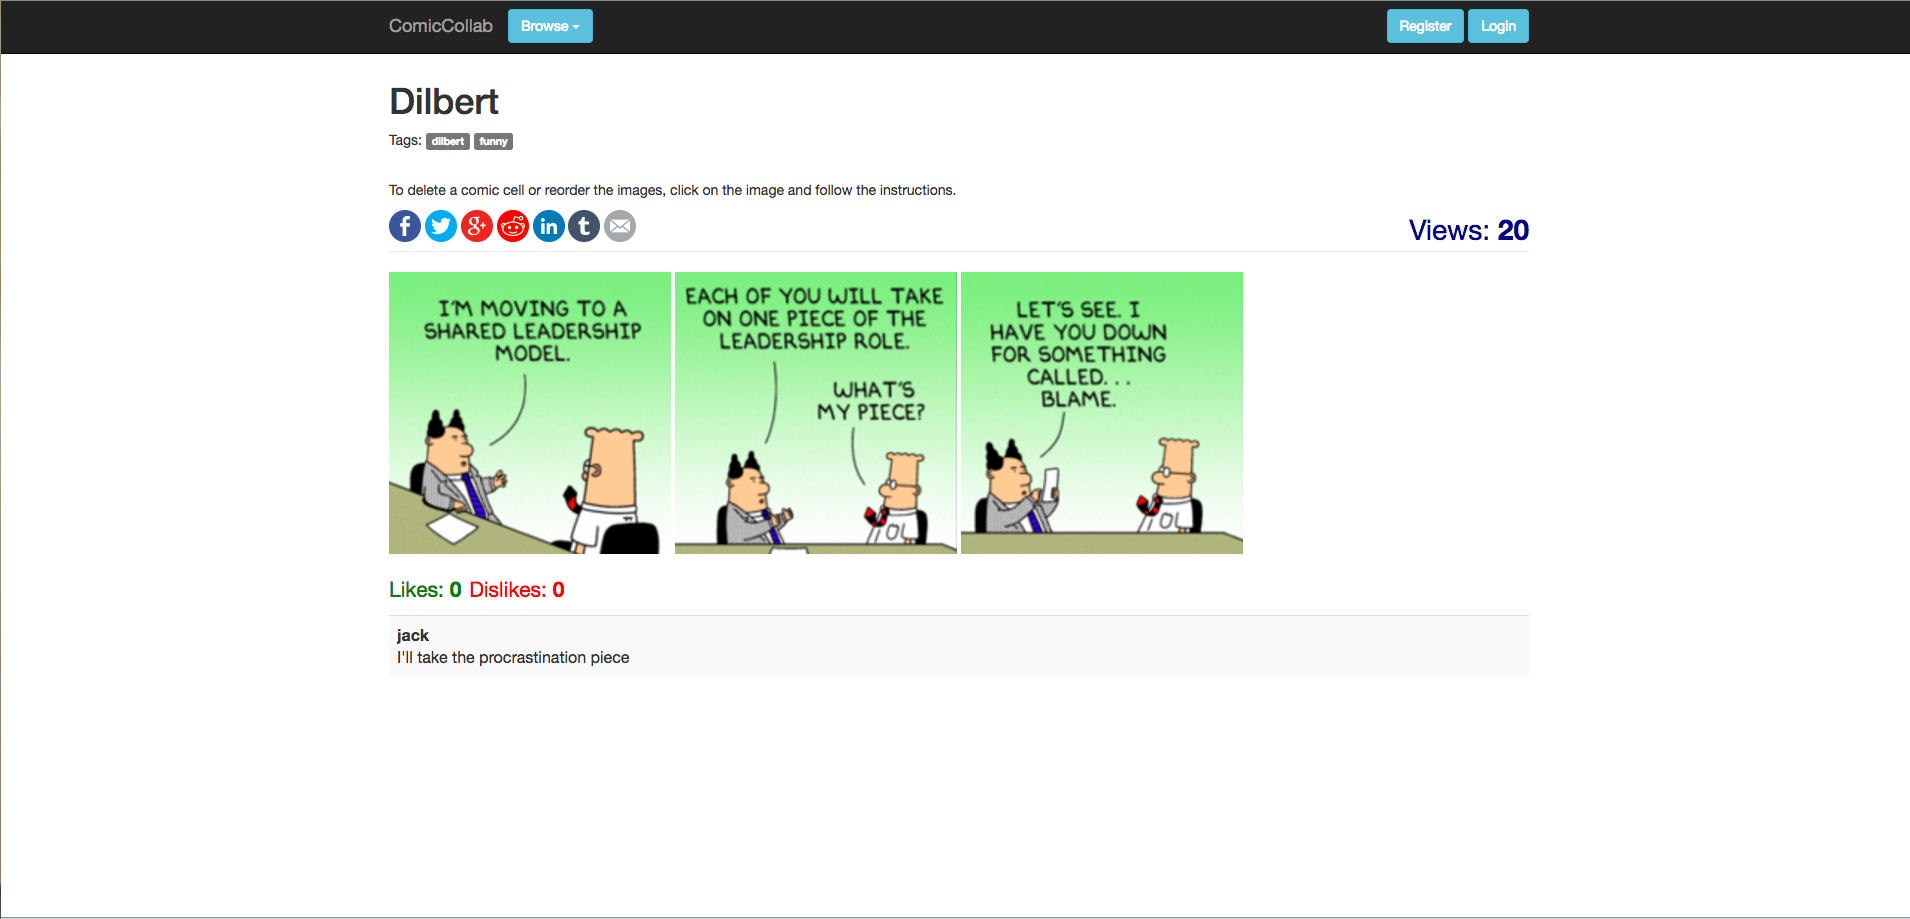 ComicCollab Browse Register Login
Dilbert
Tags: dilbert funny
To delete a comic cell or reorder the images, click on the image and follow the instructions.
f g+ in t
Views: 20
I'M MOVING TO A
SHARED LEADERSHIP
MODEL.
EACH OF YOU WILL TAKE
ON ONE PIECE OF THE
LEADERSHIP ROLE.
WHAT'S
MY PIECE?
LET'S SEE. I
HAVE YOU DOWN
FOR SOMETHING
CALLED. . .
BLAME.
Likes: 0 Dislikes: 0
jack
I'll take the procrastination piece